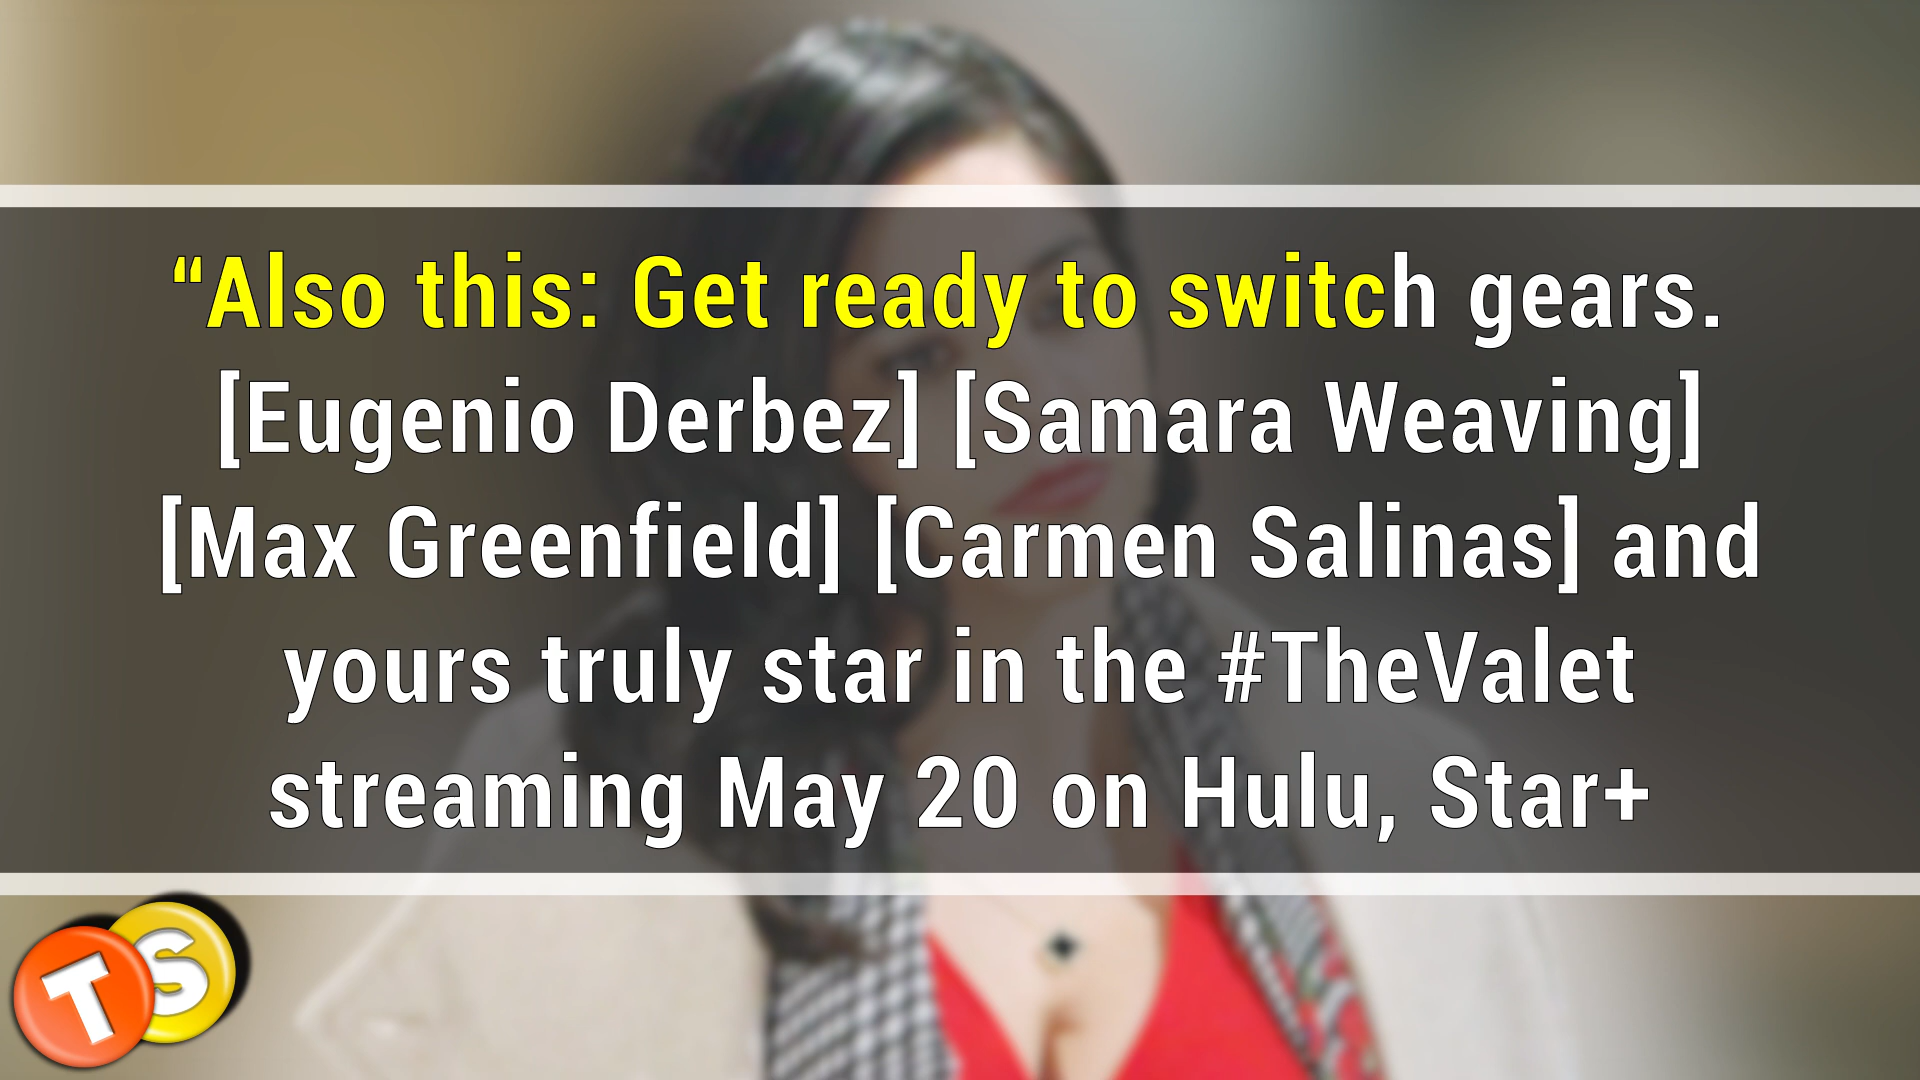 “Also this: Get ready to switch gears.
[Eugenio Derbez] [Samara Weaving]
[Max Greenfield] [Carmen Salinas] and
yours truly star in the #TheValet
streaming May 20 on Hulu, Star+
TS